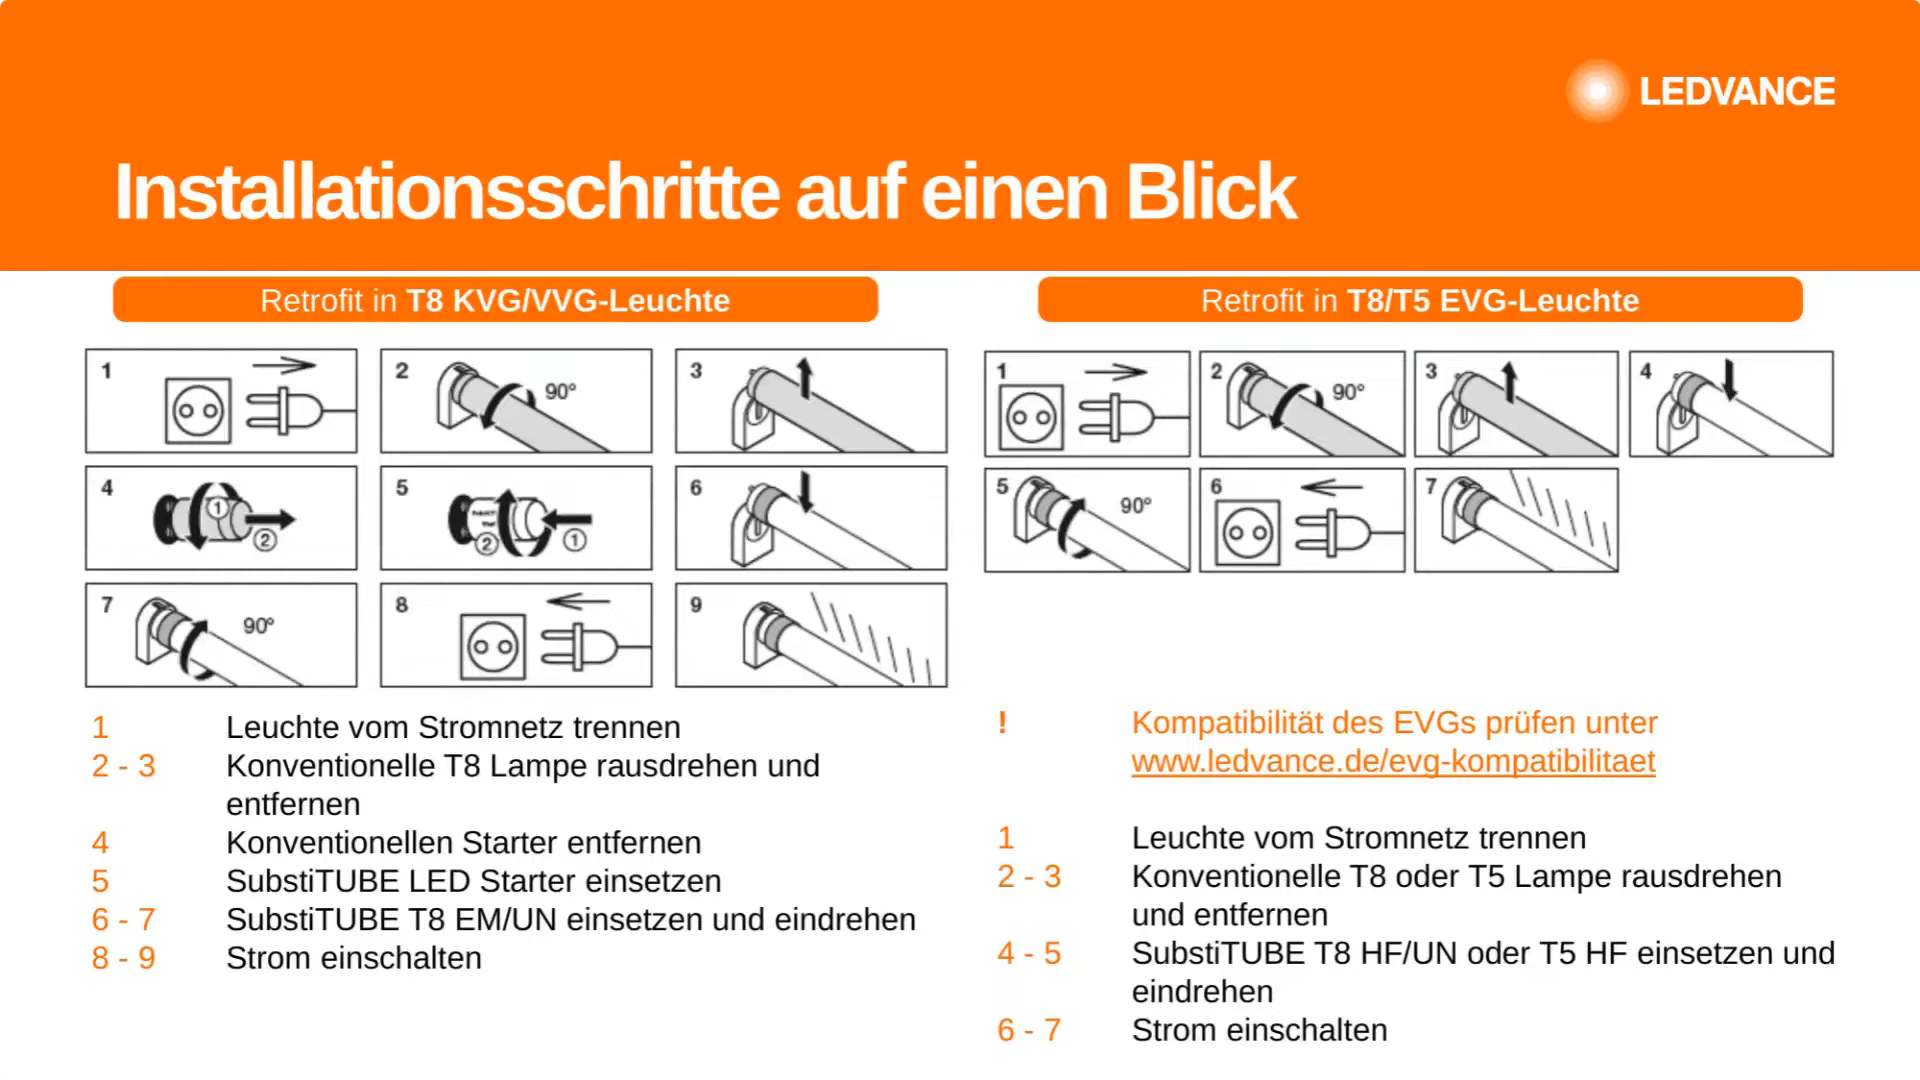 LEDVANCE
Installationsschritte auf einen Blick
Retrofit in T8 KVG/VVG-Leuchte
1
2
90°
3
4
1
2
5
2
1
6
7
90°
8
9
1 Leuchte vom Stromnetz trennen
2 - 3 Konventionelle T8 Lampe rausdrehen und
entfernen
4 Konventionellen Starter entfernen
5 SubstiTUBE LED Starter einsetzen
6 - 7 SubstiTUBE T8 EM/UN einsetzen und eindrehen
8 - 9 Strom einschalten
Retrofit in T8/T5 EVG-Leuchte
1
2
90°
3
4
5
90°
6
7
! Kompatibilität des EVGs prüfen unter
www.ledvance.de/evg-kompatibilitaet
1 Leuchte vom Stromnetz trennen
2 - 3 Konventionelle T8 oder T5 Lampe rausdrehen
und entfernen
4 - 5 SubstiTUBE T8 HF/UN oder T5 HF einsetzen und
eindrehen
6 - 7 Strom einschalten